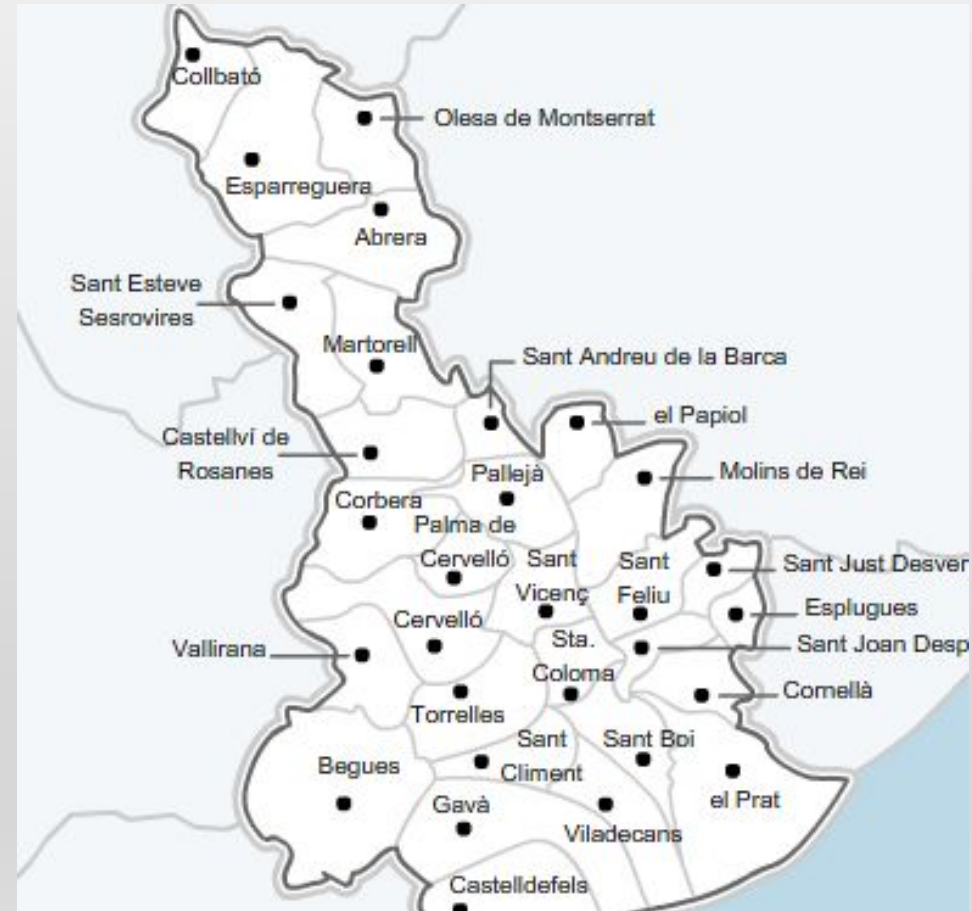 Collbató
Olesa de Montserrat
Esparreguera
Abrera
Sant Esteve
Sesrovires
Martorell
Sant Andreu de la Barca
el Papiol
Castellví de
Rosanes
Pallejà
Molins de Rei
Corbera
Palma de
Cervelló
Sant
Vicenç
Sant
Feliu
Sant Just Desver
Esplugues
Cervelló
Sta.
Coloma
Sant Joan Desp
Vallirana
Cornellà
Torrelles
Sant
Climent
Sant Boi
Begues
el Prat
Gavà
Viladecans
Castelldefels